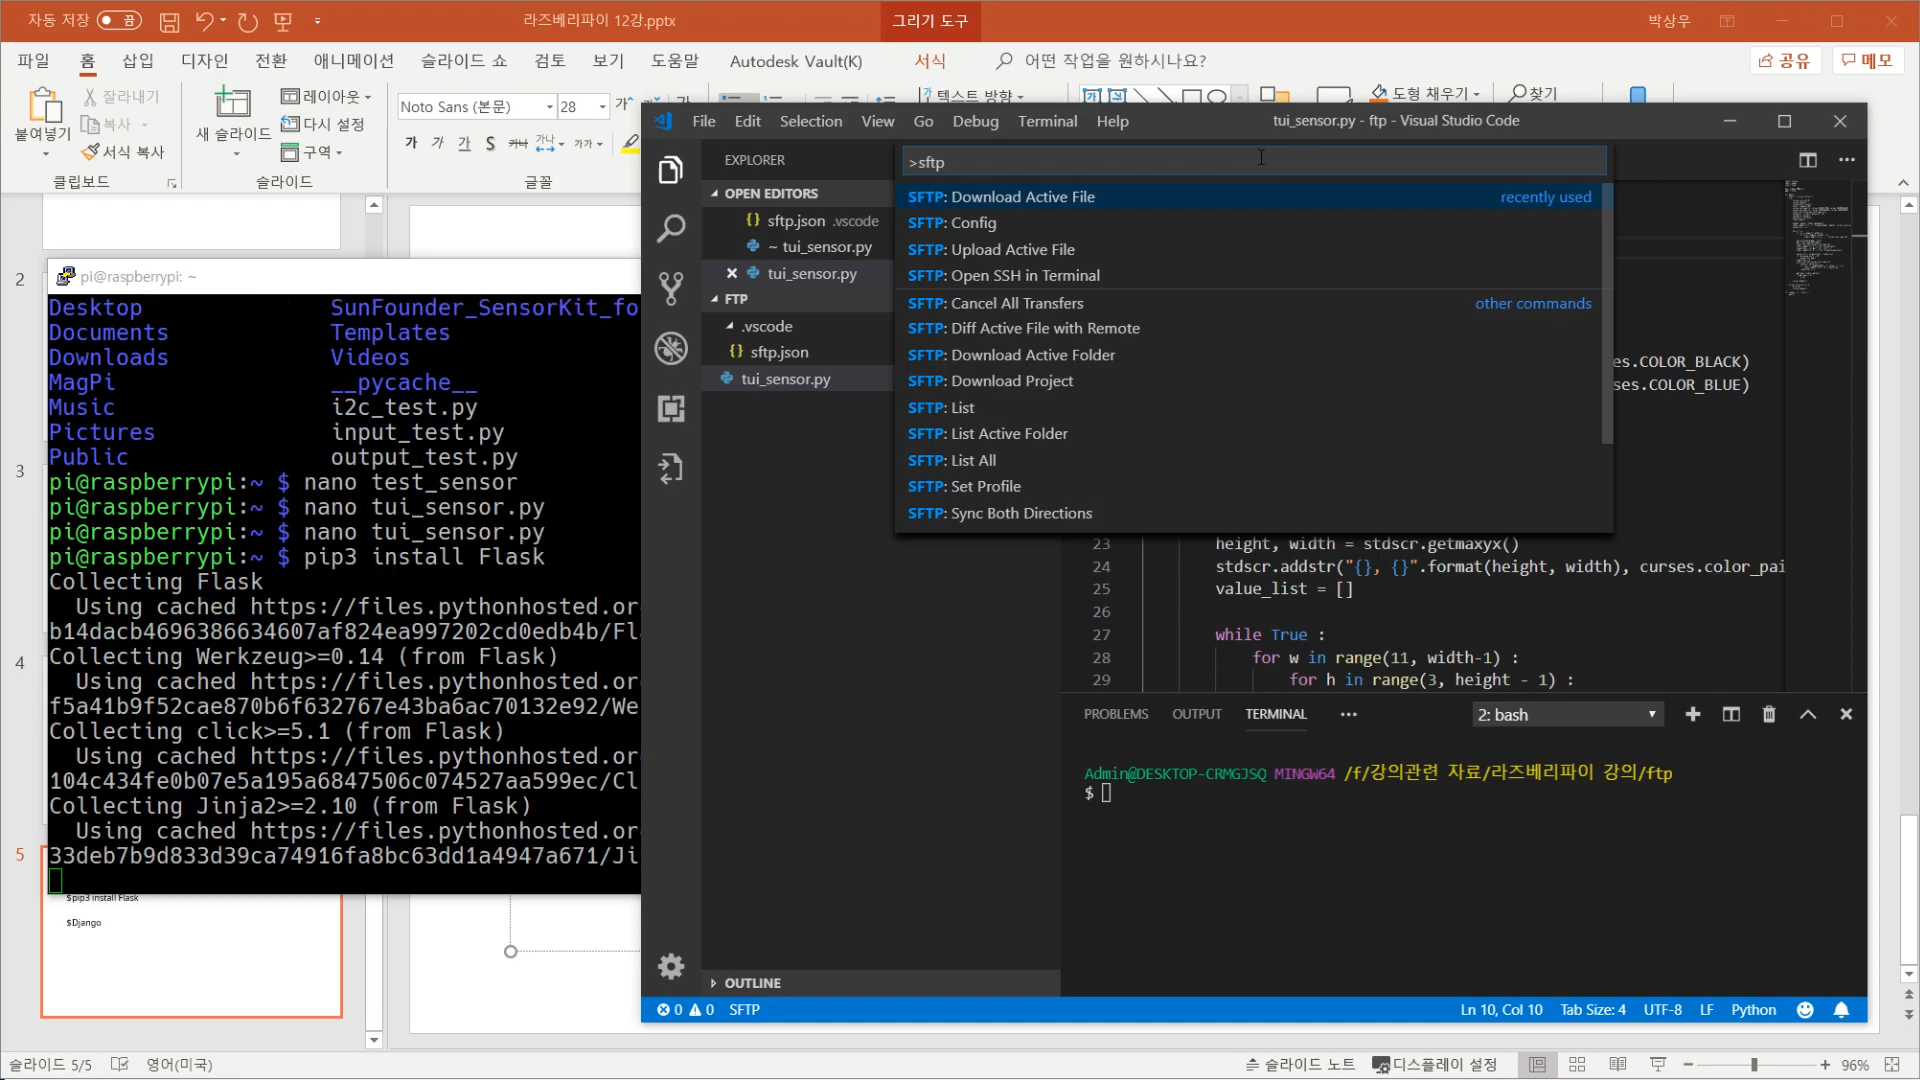 자동 저장 끔
라즈베리파이 12강.pptx
그리기 도구
박상우
파일 홈 삽입 디자인 전환 애니메이션 슬라이드 쇼 검토 보기 도움말 Autodesk Vault(K) 서식 어떤 작업을 원하시나요? 공유 메모
붙여넣기
잘라내기
복사
서식 복사
클립보드
새 슬라이드
레이아웃
다시 설정
구역
슬라이드
Noto Sans (본문) 28
글꼴
텍스트 방향
도형 채우기
찾기
2
3
4
5
pi@raspberrypi: ~
Desktop SunFounder_SensorKit_fo
Documents Templates
Downloads Videos
MagPi __pycache__
Music i2c_test.py
Pictures input_test.py
Public output_test.py
pi@raspberrypi:~ $ nano test_sensor
pi@raspberrypi:~ $ nano tui_sensor.py
pi@raspberrypi:~ $ nano tui_sensor.py
pi@raspberrypi:~ $ pip3 install Flask
Collecting Flask
Using cached https://files.pythonhosted.or
b14dacb4696386634607af824ea997202cd0edb4b/Fl
Collecting Werkzeug>=0.14 (from Flask)
Using cached https://files.pythonhosted.or
f5a41b9f52cae870b6f632767e43ba6ac70132e92/We
Collecting click>=5.1 (from Flask)
Using cached https://files.pythonhosted.or
104c434fe0b07e5a195a6847506c074527aa599ec/Cl
Collecting Jinja2>=2.10 (from Flask)
Using cached https://files.pythonhosted.or
33deb7b9d833d39ca74916fa8bc63dd1a4947a671/Ji
$pip3 install Flask
$Django
File Edit Selection View Go Debug Terminal Help
tui_sensor.py - ftp - Visual Studio Code
EXPLORER
OPEN EDITORS
{} sftp.json .vscode
~ tui_sensor.py
tui_sensor.py
FTP
.vscode
{} sftp.json
tui_sensor.py
OUTLINE
>sftp
SFTP: Download Active File recently used
SFTP: Config
SFTP: Upload Active File
SFTP: Open SSH in Terminal
SFTP: Cancel All Transfers other commands
SFTP: Diff Active File with Remote
SFTP: Download Active Folder
SFTP: Download Project
SFTP: List
SFTP: List Active Folder
SFTP: List All
SFTP: Set Profile
SFTP: Sync Both Directions
es.COLOR_BLACK)
ses.COLOR_BLUE)
23 height, width = stdscr.getmaxyx()
24 stdscr.addstr("{}, {}".format(height, width), curses.color_pai
25 value_list = []
26
27 while True :
28 for w in range(11, width-1) :
29 for h in range(3, height - 1) :
PROBLEMS OUTPUT TERMINAL 2: bash
Admin@DESKTOP-CRMGJSQ MINGW64 /f/강의관련 자료/라즈베리파이 강의/ftp
$
0 0 SFTP Ln 10, Col 10 Tab Size: 4 UTF-8 LF Python
슬라이드 5/5 영어(미국) 슬라이드 노트 디스플레이 설정 96%